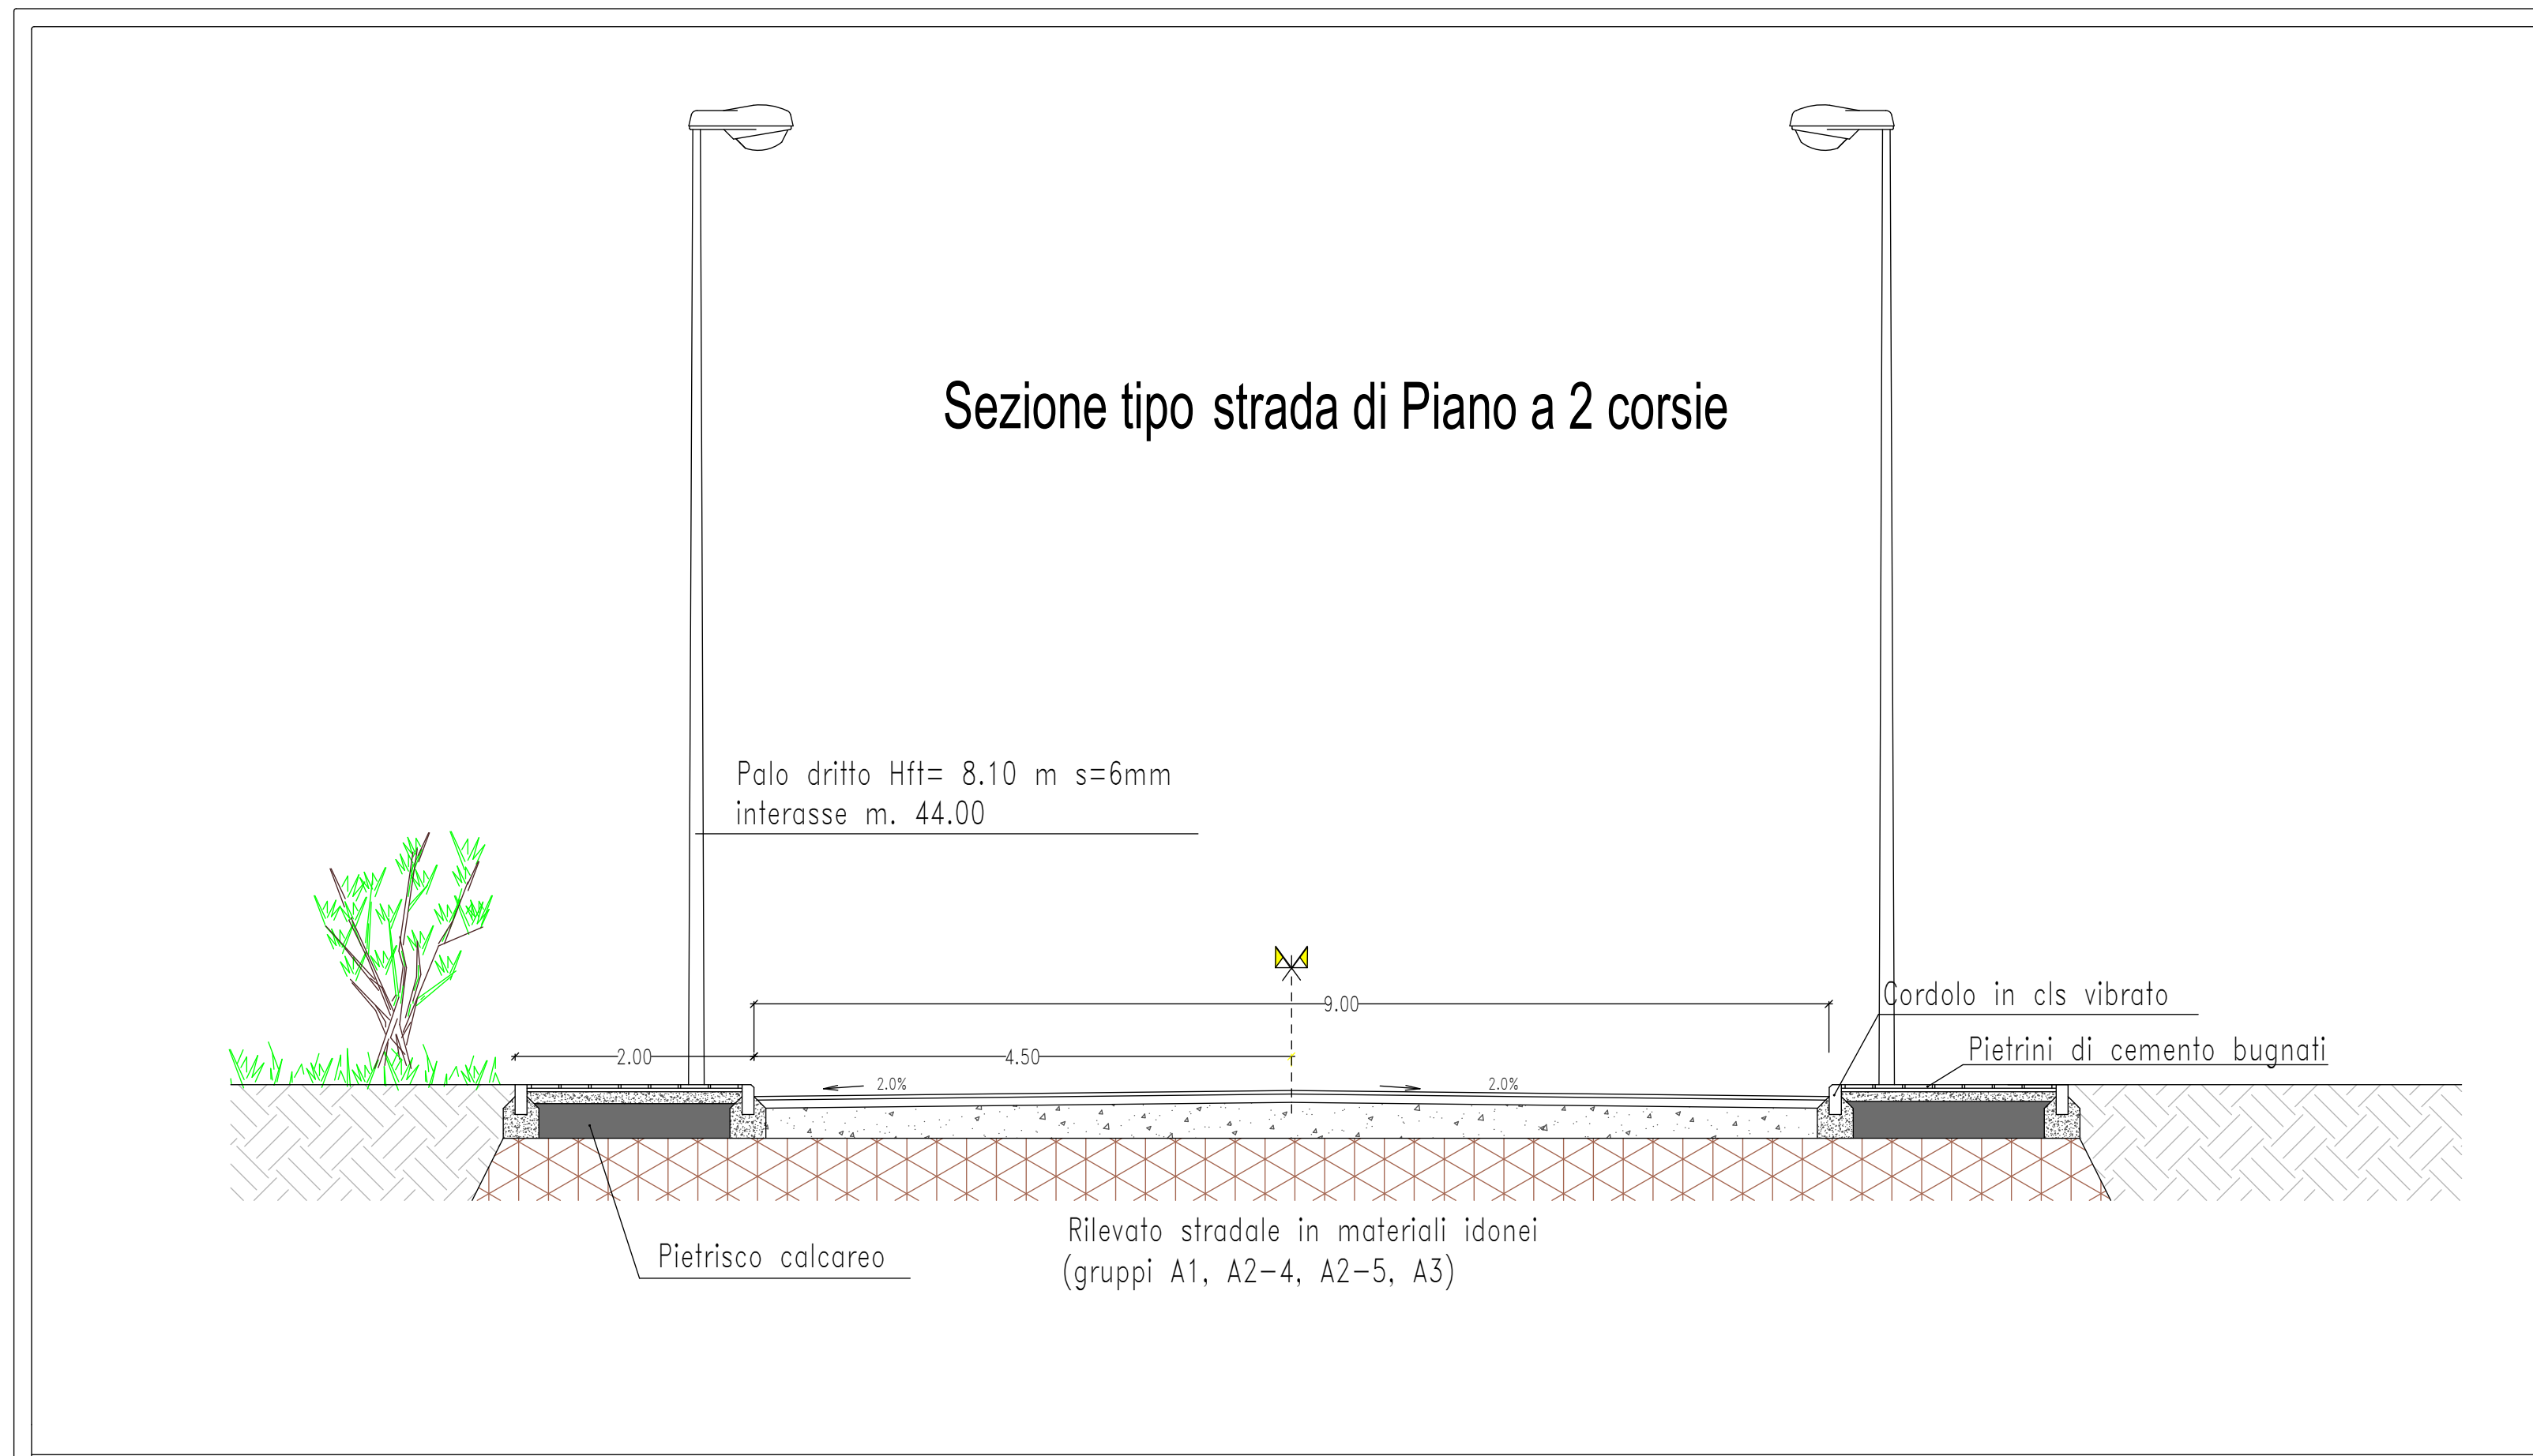 Sezione tipo strada di Piano a 2 corsie
Palo dritto Hft= 8.10 m s=6mm
interasse m. 44.00
9.00
Cordolo in cls vibrato
2.00
4.50
Pietrini di cemento bugnati
2.0%
2.0%
Rilevato stradale in materiali idonei
(gruppi A1, A2-4, A2-5, A3)
Pietrisco calcareo